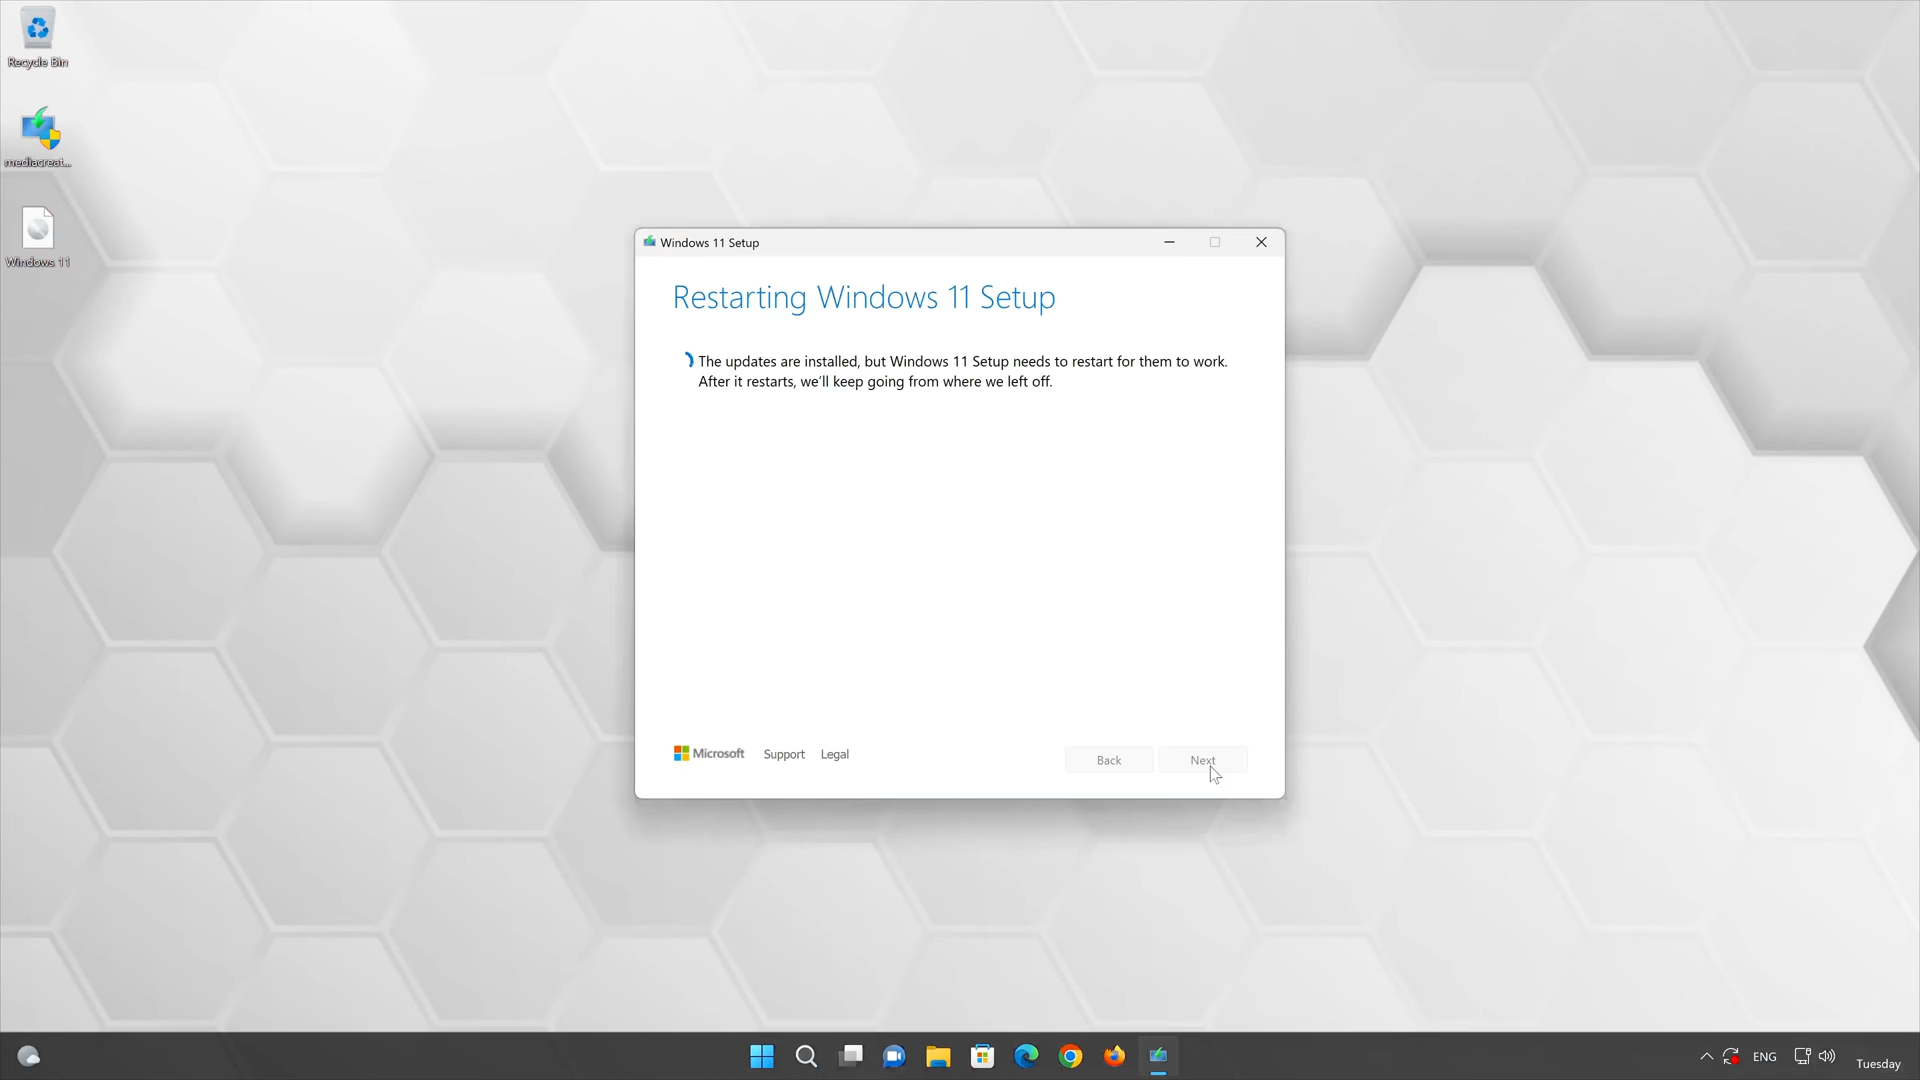 Recycle Bin
mediacreat...
Windows 11
Windows 11 Setup
Restarting Windows 11 Setup
The updates are installed, but Windows 11 Setup needs to restart for them to work.
After it restarts, we'll keep going from where we left off.
Microsoft Support Legal
Back Next
ENG
Tuesday